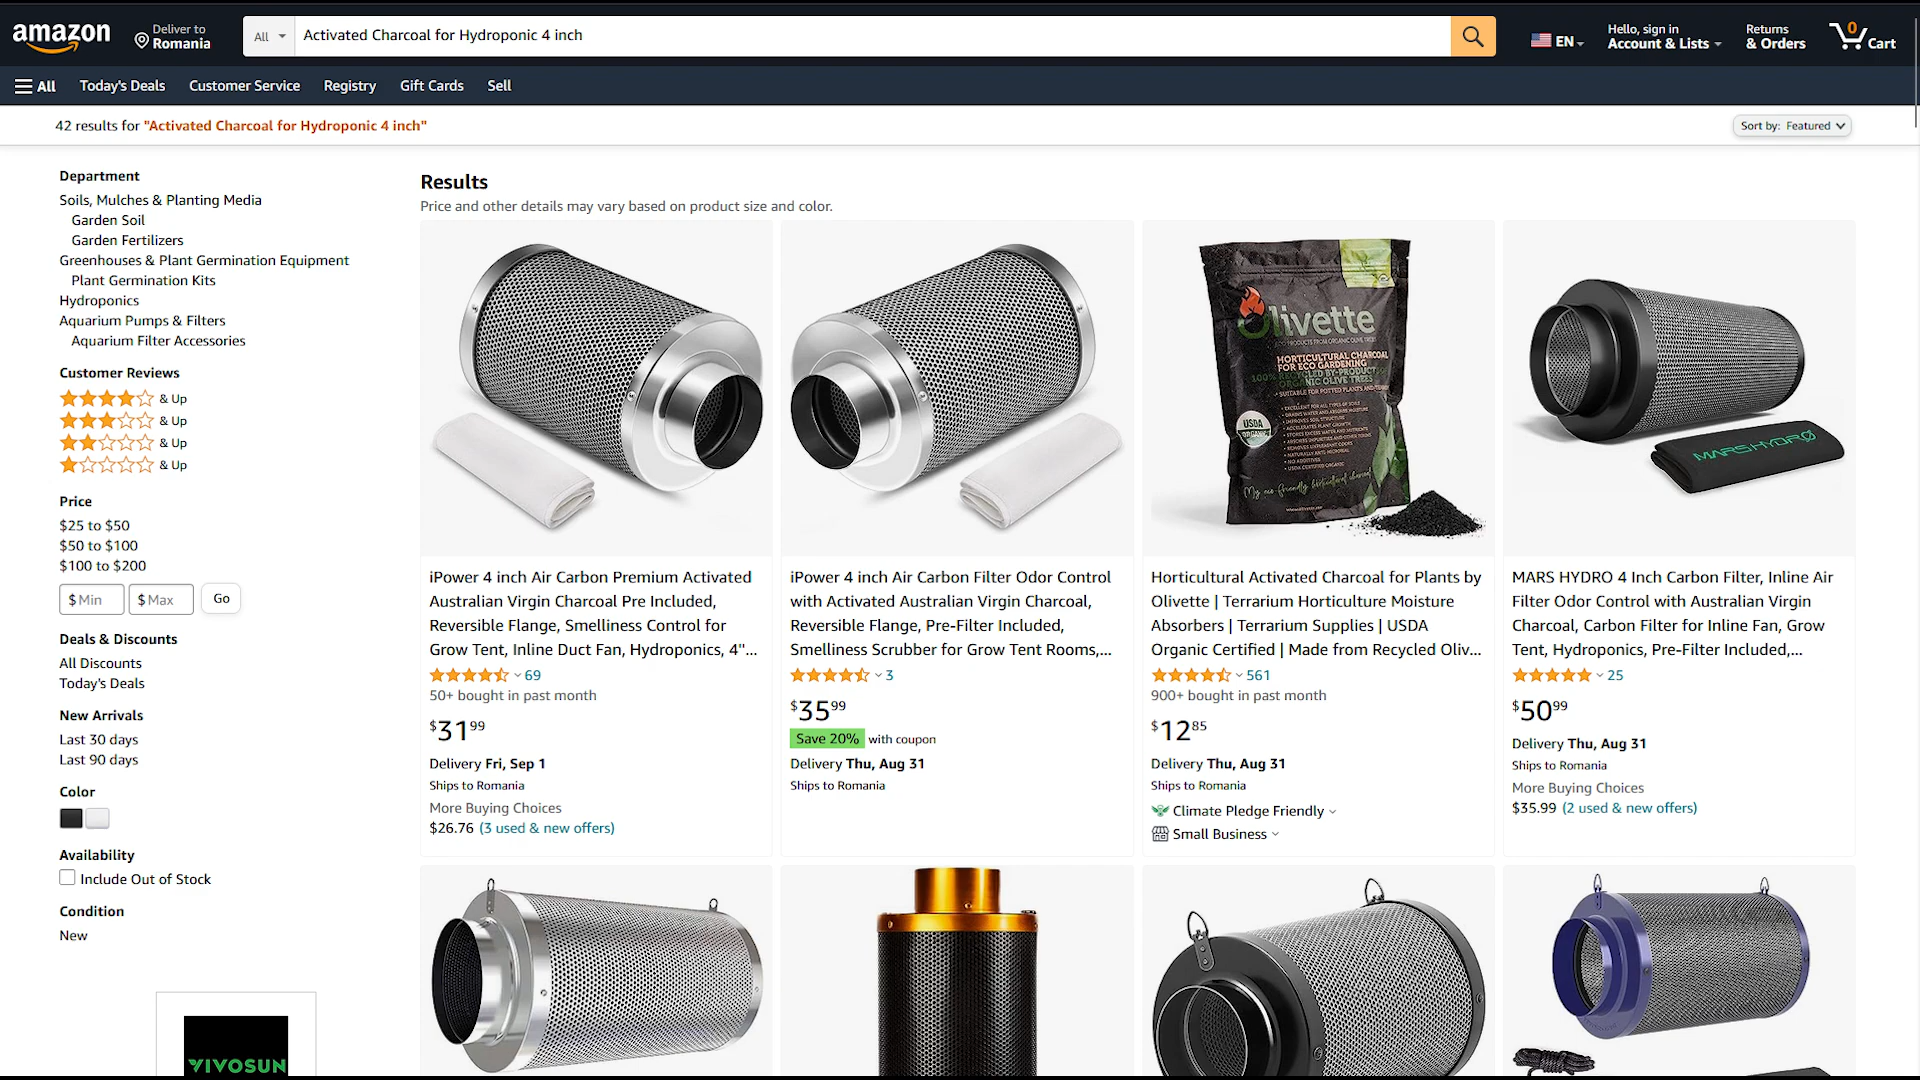 amazon
Deliver to
Romania
All
Activated Charcoal for Hydroponic 4 inch
EN
Hello, sign in
Account & Lists
Returns
& Orders
0
Cart
All
Today's Deals
Customer Service
Registry
Gift Cards
Sell
42 results for "Activated Charcoal for Hydroponic 4 inch"
Sort by: Featured
Department
Soils, Mulches & Planting Media
Garden Soil
Garden Fertilizers
Greenhouses & Plant Germination Equipment
Plant Germination Kits
Hydroponics
Aquarium Pumps & Filters
Aquarium Filter Accessories
Customer Reviews
& Up
& Up
& Up
& Up
Price
$25 to $50
$50 to $100
$100 to $200
$ Min
$ Max
Go
Deals & Discounts
All Discounts
Today's Deals
New Arrivals
Last 30 days
Last 90 days
Color
Availability
Include Out of Stock
Condition
New
VIVOSUN
Results
Price and other details may vary based on product size and color.
iPower 4 inch Air Carbon Premium Activated
Australian Virgin Charcoal Pre Included,
Reversible Flange, Smelliness Control for
Grow Tent, Inline Duct Fan, Hydroponics, 4"...
69
50+ bought in past month
$31 99
Delivery Fri, Sep 1
Ships to Romania
More Buying Choices
$26.76 (3 used & new offers)
iPower 4 inch Air Carbon Filter Odor Control
with Activated Australian Virgin Charcoal,
Reversible Flange, Pre-Filter Included,
Smelliness Scrubber for Grow Tent Rooms,...
3
$35 99
Save 20% with coupon
Delivery Thu, Aug 31
Ships to Romania
Olivette
HORTICULTURAL CHARCOAL
FOR ECO GARDENING
100% RECYCLED BY-PRODUCT OF
ORGANIC OLIVE TREES
USDA
ORGANIC
Horticultural Activated Charcoal for Plants by
Olivette | Terrarium Horticulture Moisture
Absorbers | Terrarium Supplies | USDA
Organic Certified | Made from Recycled Oliv...
561
900+ bought in past month
$12 85
Delivery Thu, Aug 31
Ships to Romania
Climate Pledge Friendly
Small Business
MARS HYDRO
MARS HYDRO 4 Inch Carbon Filter, Inline Air
Filter Odor Control with Australian Virgin
Charcoal, Carbon Filter for Inline Fan, Grow
Tent, Hydroponics, Pre-Filter Included,...
25
$50 99
Delivery Thu, Aug 31
Ships to Romania
More Buying Choices
$35.99 (2 used & new offers)